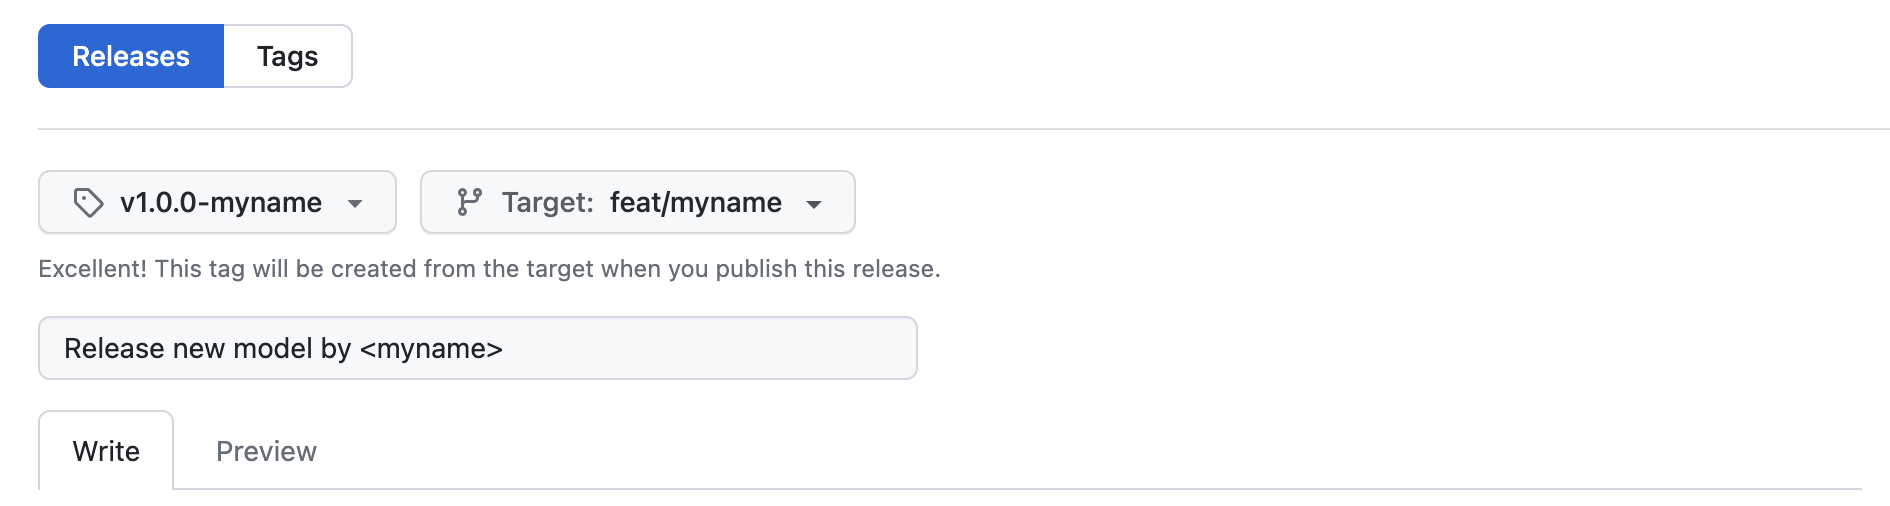 Releases Tags
v1.0.0-myname Target: feat/myname
Excellent! This tag will be created from the target when you publish this release.
Release new model by <myname>
Write Preview